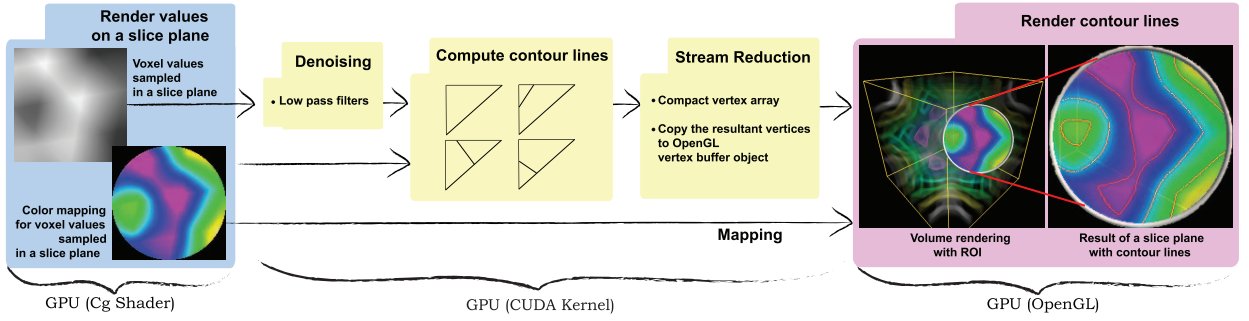 Render values
on a slice plane
Voxel values
sampled
in a slice plane
Color mapping
for voxel values
sampled
in a slice plane
GPU (Cg Shader)
Denoising
• Low pass filters
Compute contour lines
Stream Reduction
• Compact vertex array
• Copy the resultant vertices
to OpenGL
vertex buffer object
Mapping
GPU (CUDA Kernel)
Render contour lines
Volume rendering
with ROI
Result of a slice plane
with contour lines
GPU (OpenGL)